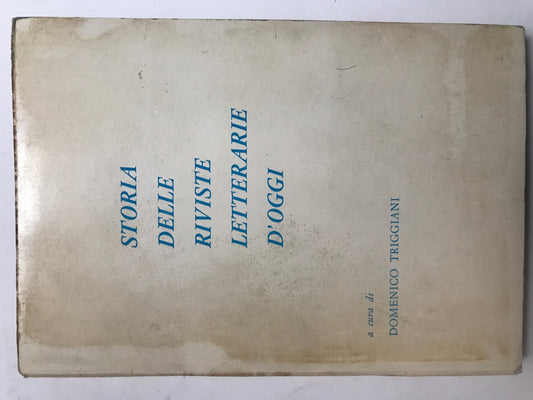 STORIA
DELLE
RIVISTE
LETTERARIE
D'OGGI
a cura di
DOMENICO TRIGGIANI